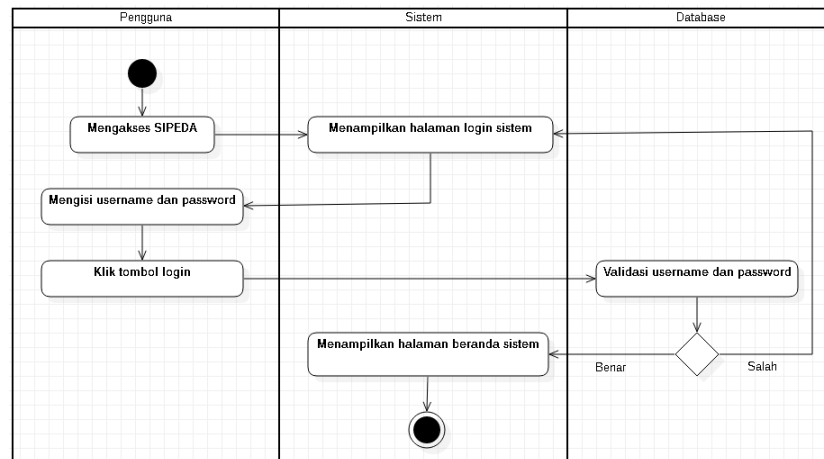 Pengguna
Sistem
Database
Mengakses SIPEDA
Menampilkan halaman login sistem
Mengisi username dan password
Klik tombol login
Validasi username dan password
Menampilkan halaman beranda sistem
Benar
Salah